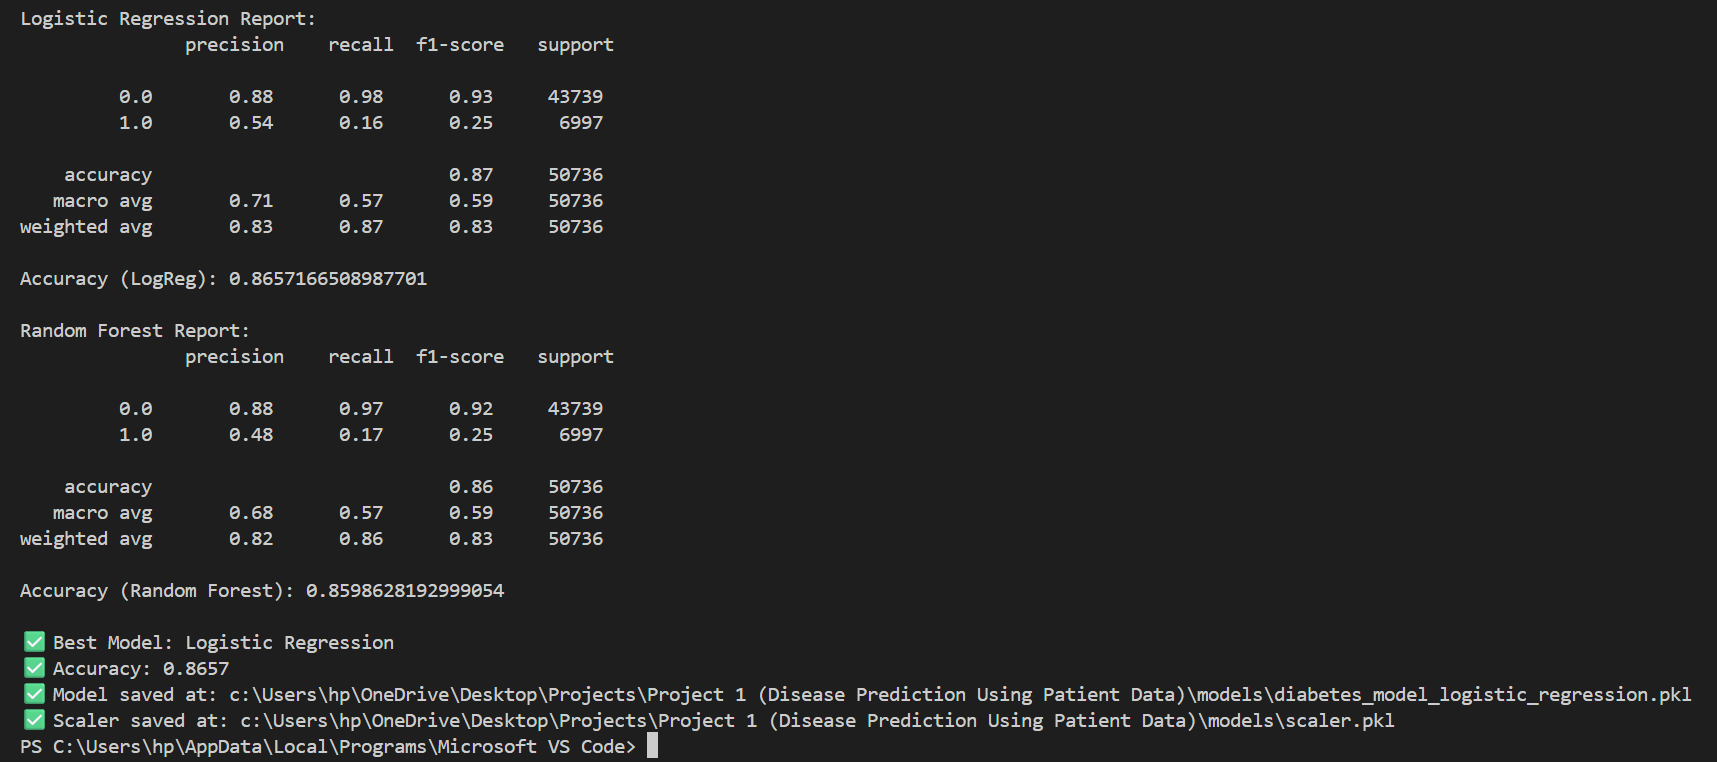 Logistic Regression Report:
              precision    recall  f1-score   support

         0.0       0.88      0.98      0.93     43739
         1.0       0.54      0.16      0.25      6997

    accuracy                           0.87     50736
   macro avg       0.71      0.57      0.59     50736
weighted avg       0.83      0.87      0.83     50736

Accuracy (LogReg): 0.8657166508987701

Random Forest Report:
              precision    recall  f1-score   support

         0.0       0.88      0.97      0.92     43739
         1.0       0.48      0.17      0.25      6997

    accuracy                           0.86     50736
   macro avg       0.68      0.57      0.59     50736
weighted avg       0.82      0.86      0.83     50736

Accuracy (Random Forest): 0.8598628192999054

✅ Best Model: Logistic Regression
✅ Accuracy: 0.8657
✅ Model saved at: c:\Users\hp\OneDrive\Desktop\Projects\Project 1 (Disease Prediction Using Patient Data)\models\diabetes_model_logistic_regression.pkl
✅ Scaler saved at: c:\Users\hp\OneDrive\Desktop\Projects\Project 1 (Disease Prediction Using Patient Data)\models\scaler.pkl
PS C:\Users\hp\AppData\Local\Programs\Microsoft VS Code>